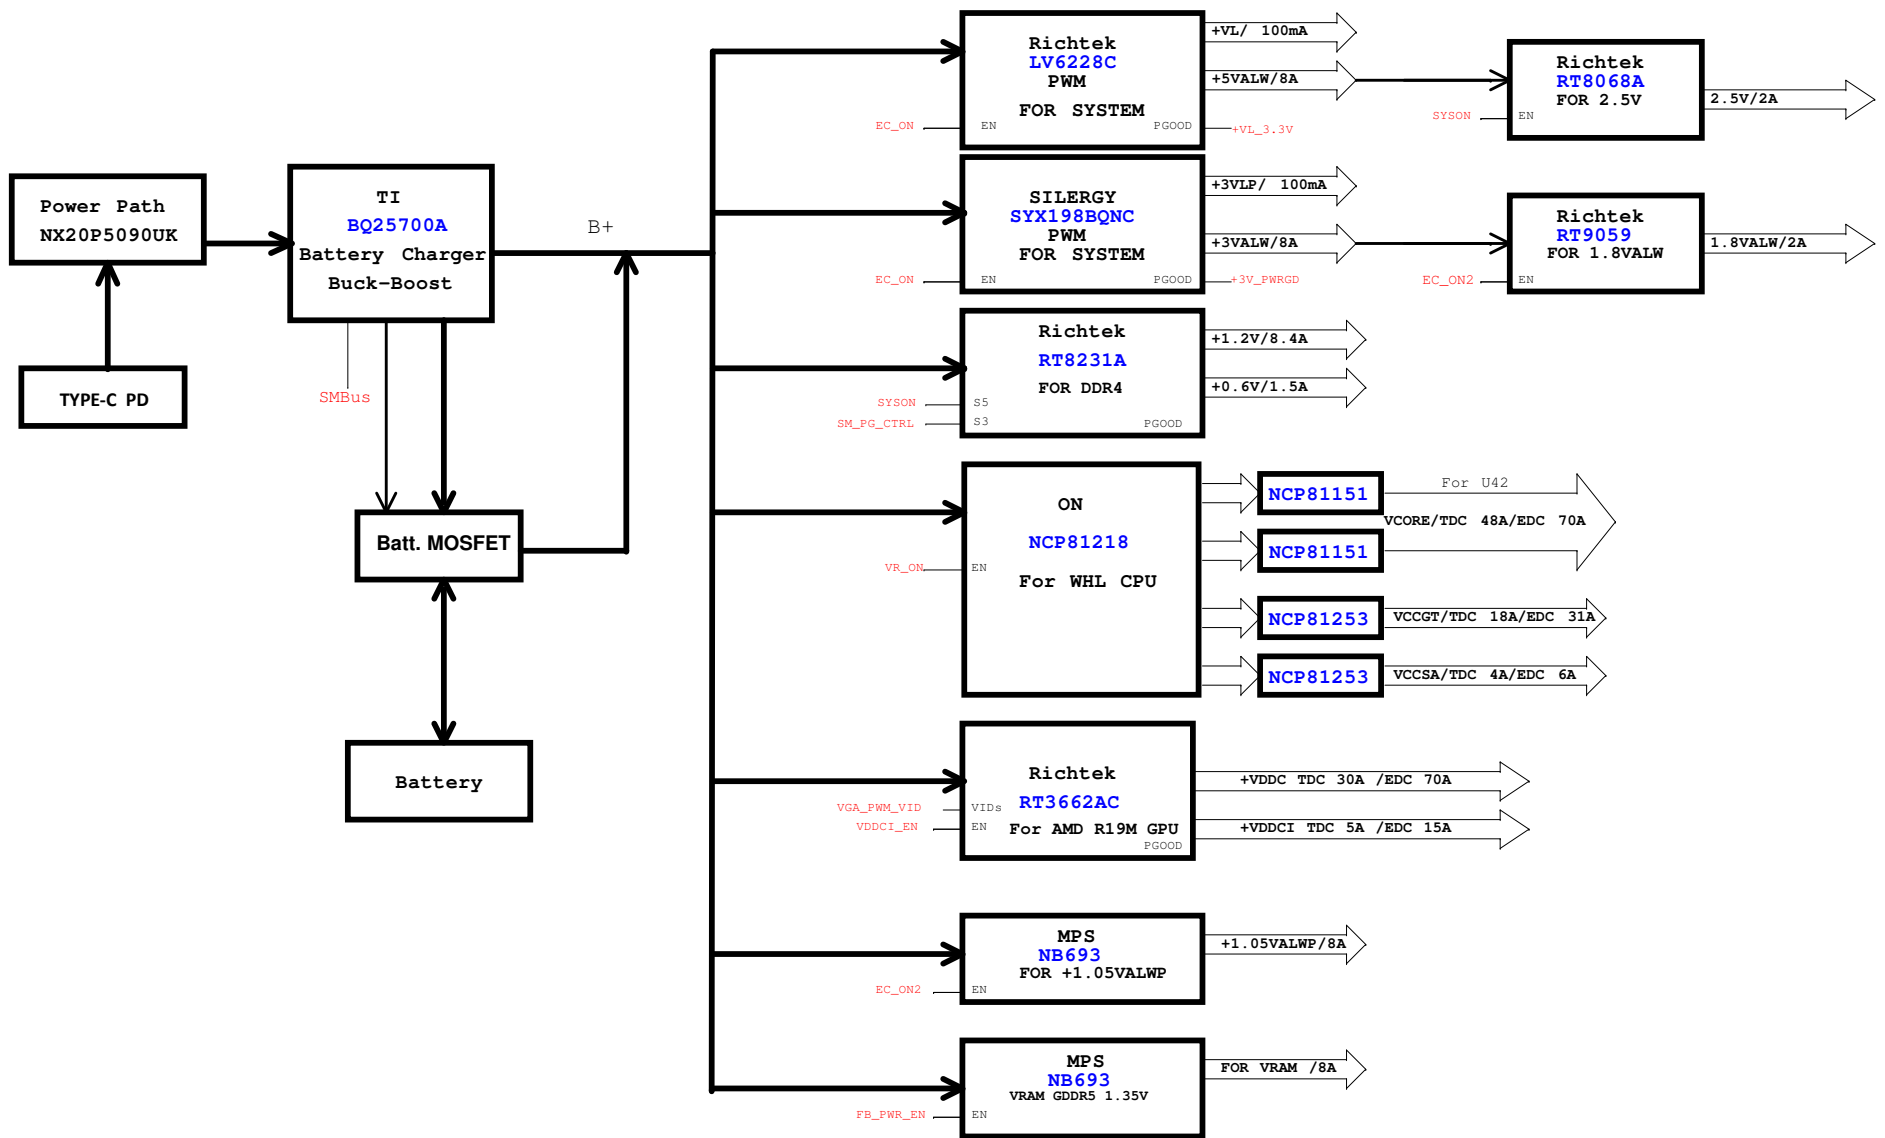 Power Path
NX20P5090UK
TYPE-C PD
TI
BQ25700A
Battery Charger
Buck-Boost
SMBus
Batt. MOSFET
Battery
B+
Richtek
LV6228C
PWM
FOR SYSTEM
EC_ON
EN
PGOOD
+VL/ 100mA
+5VALW/8A
+VL_3.3V
Richtek
RT8068A
FOR 2.5V
SYSON
EN
2.5V/2A
SILERGY
SYX198BQNC
PWM
FOR SYSTEM
EC_ON
EN
PGOOD
+3VLP/ 100mA
+3VALW/8A
+3V_PWRGD
Richtek
RT9059
FOR 1.8VALW
EC_ON2
EN
1.8VALW/2A
Richtek
RT8231A
FOR DDR4
SYSON
S5
SM_PG_CTRL
S3
PGOOD
+1.2V/8.4A
+0.6V/1.5A
ON
NCP81218
For WHL CPU
VR_ON
EN
NCP81151
NCP81151
For U42
VCORE/TDC 48A/EDC 70A
NCP81253
VCCGT/TDC 18A/EDC 31A
NCP81253
VCCSA/TDC 4A/EDC 6A
Richtek
RT3662AC
For AMD R19M GPU
VGA_PWM_VID
VIDs
VDDCI_EN
EN
PGOOD
+VDDC TDC 30A /EDC 70A
+VDDCI TDC 5A /EDC 15A
MPS
NB693
FOR +1.05VALWP
EC_ON2
EN
+1.05VALWP/8A
MPS
NB693
VRAM GDDR5 1.35V
FB_PWR_EN
EN
FOR VRAM /8A